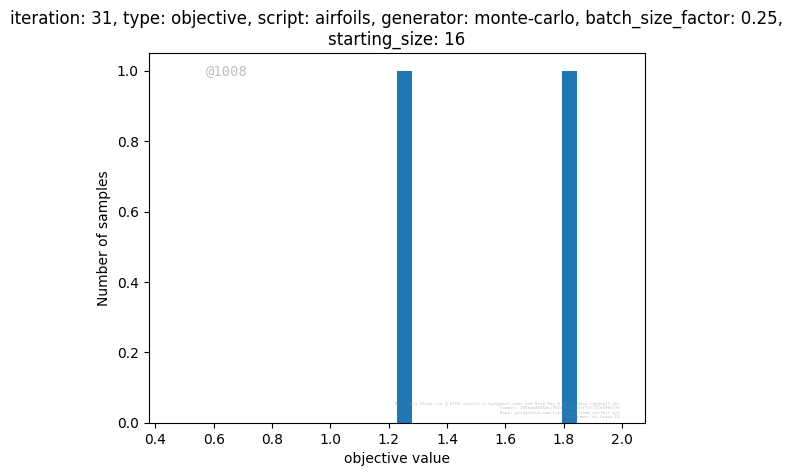 iteration: 31, type: objective, script: airfoils, generator: monte-carlo, batch_size_factor: 0.25,
starting_size: 16
@1008
1.0
0.8
0.6
0.4
0.2
0.0
Number of samples
0.4 0.6 0.8 1.0 1.2 1.4 1.6 1.8 2.0
objective value